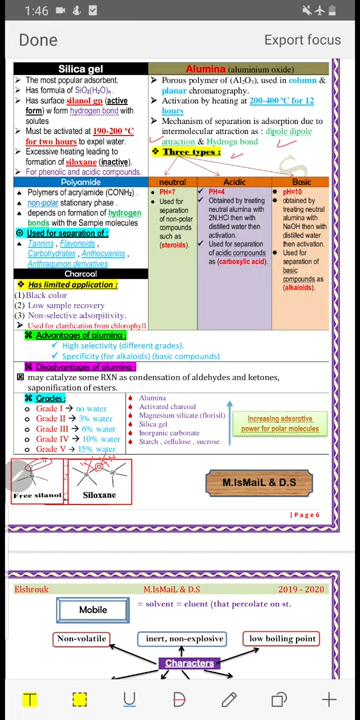 1:46
Done
Export focus
Silica gel
➢ The most popular adsorbent.
➢ Has formula of SiO₂(H₂O)ₙ.
➢ Has surface silanol gp (active
form) w form hydrogen bond with
solutes
➢ Must be activated at 190-200 °C
for two hours to expel water.
➢ Excessive heating leading to
formation of siloxane (inactive).
➢ For phenolic and acidic compounds.
Alumina (aluminium oxide)
➢ Porous polymer of (Al₂O₃), used in column &
planar chromatography.
➢ Activation by heating at 200-400 °C for 12
hours
➢ Mechanism of separation is adsorption due to
intermolecular attraction as : dipole dipole
attraction & Hydrogn bond
Three types :
Polyamide
Polymers of acrylamide (CONH₂).
non-polar stationary phase .
depends on formation of hydrogen
bonds with the Sample molecules
Used for separation of :
Tannins , Flavonoids ,
Carbohydrates , Anthocyanins ,
Anthraquinon derivatives
neutral
PH=7
Used for
separation
of non-polar
compounds
such as
(steroids).
Acidic
PH=4
Obtained by treating
neutral alumina with
2N.HCl then with
distilled water then
activation.
Used for separation
of acidic compounds as
(carboxylic acid).
Basic
pH=10
obtained by
treating neutral
alumina with
NaOH then with
distilled water
then activation.
Used for
separation of
basic
compounds as
(alkaloids).
Charcoal
Has limited application :
(1) Black color
(2) Low sample recovery
(3) Non-selective adsorpitivity.
➢ Used for clarification from chlorophyll
Advantages of alumina :
✓ High selectivity (different grades).
✓ Specificity (for alkaloids) (basic compounds)
Disadvantages of alumina :
may catalyze some RXN as condensation of aldehydes and ketones,
saponification of esters.
Grades :
o Grade I → no water
o Grade II → 3% water
o Grade III → 6% water
o Grade IV → 10% water
o Grade V → 15% water
Alumina
Activated charcoal
Magnesium silicate (florisil)
Silica gel
Inorganic carbonate
Starch , cellulose , sucrose
Increasing adsorptive
power for polar molecules
Free silanol
Siloxane
M.IsMaiL & D.S
| Page 6
Elshrouk
M.ISMaiL & D.S
2019 - 2020
Mobile
= solvent = eluent (that percolate on st.
Non-volatile
inert, non-explosive
low boiling point
Characters